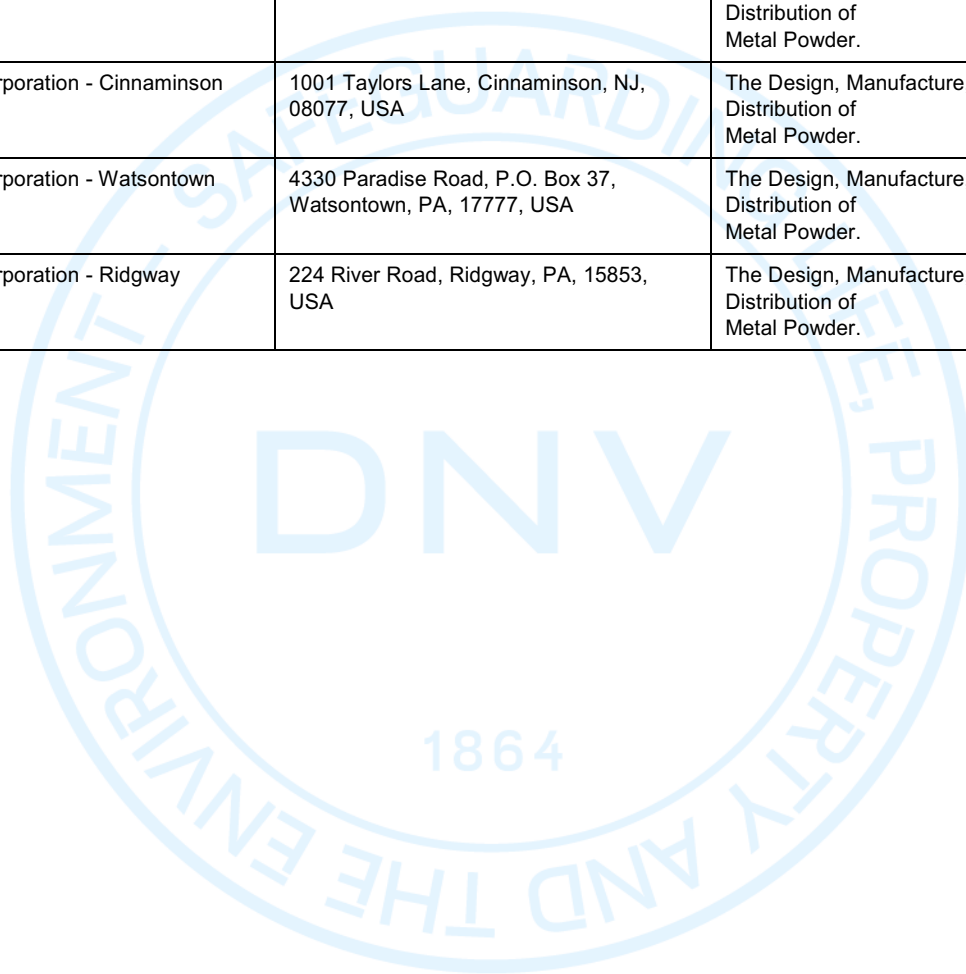 Distribution of
Metal Powder.
rporation - Cinnaminson
1001 Taylors Lane, Cinnaminson, NJ,
08077, USA
The Design, Manufacture
Distribution of
Metal Powder.
rporation - Watsontown
4330 Paradise Road, P.O. Box 37,
Watsontown, PA, 17777, USA
The Design, Manufacture
Distribution of
Metal Powder.
rporation - Ridgway
224 River Road, Ridgway, PA, 15853,
USA
The Design, Manufacture
Distribution of
Metal Powder.
SAFEGUARDING LIFE, PROPERTY AND THE ENVIRONMENT -
DNV
1864